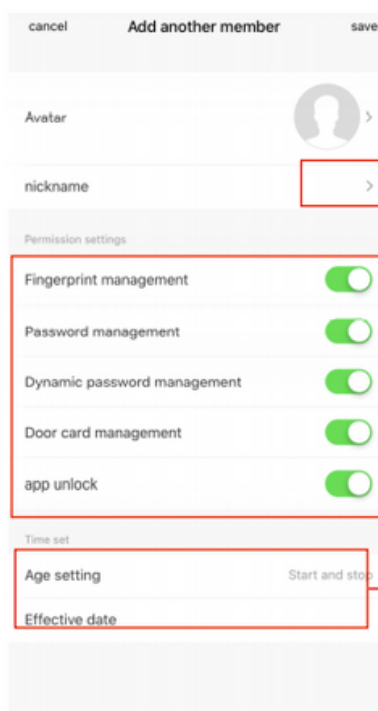 cancel Add another member save
Avatar
nickname
Permission settings
Fingerprint management
Password management
Dynamic password management
Door card management
app unlock
Time set
Age setting Start and stop
Effective date